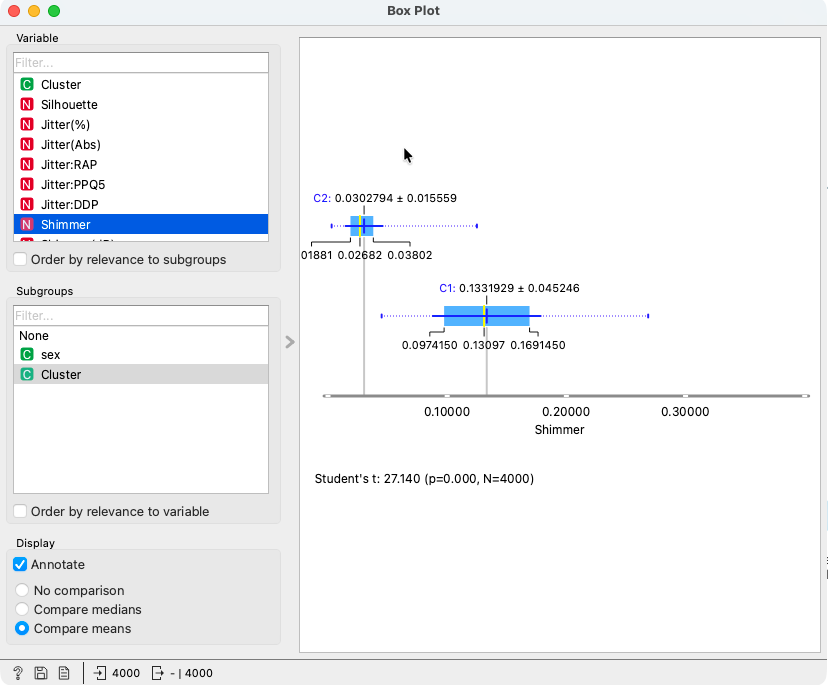 Box Plot
Variable
Filter...
C Cluster
N Silhouette
N Jitter(%)
N Jitter(Abs)
N Jitter:RAP
N Jitter:PPQ5
N Jitter:DDP
N Shimmer
Order by relevance to subgroups
Subgroups
Filter...
None
C sex
C Cluster
Order by relevance to variable
Display
Annotate
No comparison
Compare medians
Compare means
? 4000 - | 4000
C2: 0.0302794 ± 0.015559
01881 0.02682 0.03802
C1: 0.1331929 ± 0.045246
0.0974150 0.13097 0.1691450
0.10000 0.20000 0.30000
Shimmer
Student's t: 27.140 (p=0.000, N=4000)